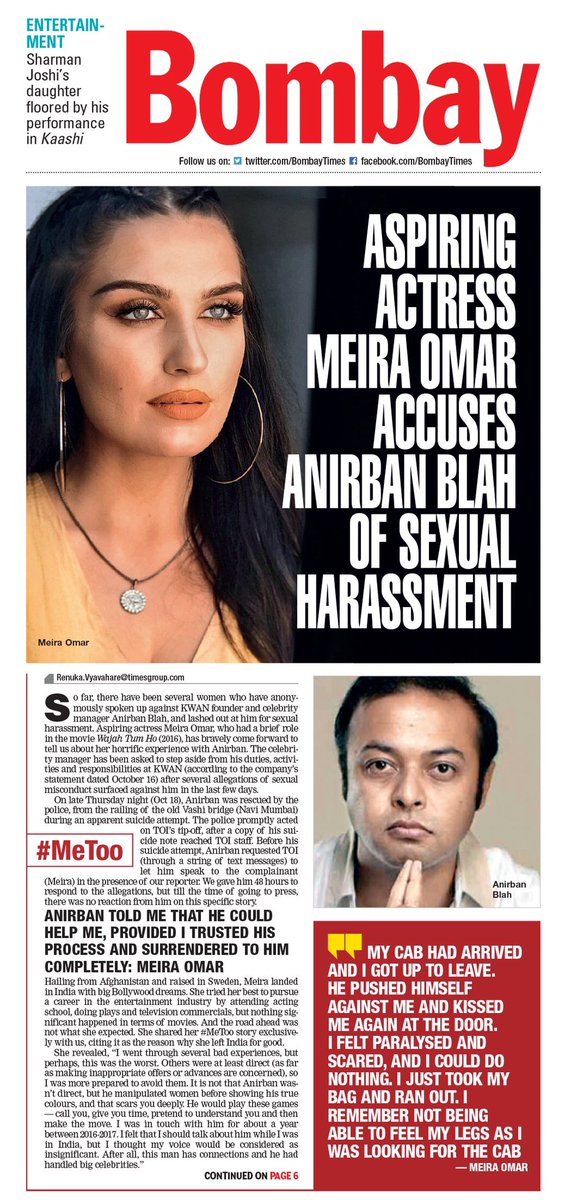 ENTERTAIN-
MENT
Sharman
Joshi's
daughter
floored by his
performance
in Kaashi
Bombay
Follow us on: twitter.com/BombayTimes facebook.com/BombayTimes
ASPIRING
ACTRESS
MEIRA OMAR
ACCUSES
ANIRBAN BLAH
OF SEXUAL
HARASSMENT
Meira Omar
Renuka.Vyavahare@timesgroup.com
So far, there have been several women who have anony-
mously spoken up against KWAN founder and celebrity
manager Anirban Blah, and lashed out at him for sexual
harassment. Aspiring actress Meira Omar, who had a brief role
in the movie Wajah Tum Ho (2016), has bravely come forward to
tell us about her horrific experience with Anirban. The celebri-
ty manager has been asked to step aside from his duties, activi-
ties and responsibilities at KWAN (according to the company's
statement dated October 16) after several allegations of sexual
misconduct surfaced against him in the last few days.
On late Thursday night (Oct 18), Anirban was rescued by the
police, from the railing of the old Vashi bridge (Navi Mumbai)
during an apparent suicide attempt. The police promptly acted
on TOI's tip-off, after a copy of his sui-
cide note reached TOI staff. Before his
suicide attempt, Anirban requested TOI
(through a string of text messages) to
let him speak to the complainant
(Meira) in the presence of our reporter. We gave him 48 hours to
respond to the allegations, but till the time of going to press,
there was no reaction from him on this specific story.
#MeToo
ANIRBAN TOLD ME THAT HE COULD
HELP ME, PROVIDED I TRUSTED HIS
PROCESS AND SURRENDERED TO HIM
COMPLETELY: MEIRA OMAR
Hailing from Afghanistan and raised in Sweden, Meira landed
in India with big Bollywood dreams. She tried her best to pursue
a career in the entertainment industry by attending acting
school, doing plays and television commercials, but nothing sig-
nificant happened in terms of movies. And the road ahead was
not what she expected. She shared her #MeToo story exclusive-
ly with us, citing it as the reason why she left India for good.
She revealed, "I went through several bad experiences, but
perhaps, this was the worst. Others were at least direct (as far
as making inappropriate offers or advances are concerned), so
I was more prepared to avoid them. It is not that Anirban was-
n't direct, but he manipulated women before showing his true
colours, and that scars you deeply. He would play these games
— call you, give you time, pretend to understand you and then
make the move. I was in touch with him for about a year
between 2016-2017. I felt that I should talk about him while I was
in India, but I thought my voice would be considered as
insignificant. After all, this man has connections and he had
handled big celebrities."
CONTINUED ON PAGE 6
Anirban
Blah
MY CAB HAD ARRIVED
AND I GOT UP TO LEAVE.
HE PUSHED HIMSELF
AGAINST ME AND KISSED
ME AGAIN AT THE DOOR.
I FELT PARALYSED AND
SCARED, AND I COULD DO
NOTHING. I JUST TOOK MY
BAG AND RAN OUT. I
REMEMBER NOT BEING
ABLE TO FEEL MY LEGS AS I
WAS LOOKING FOR THE CAB
— MEIRA OMAR